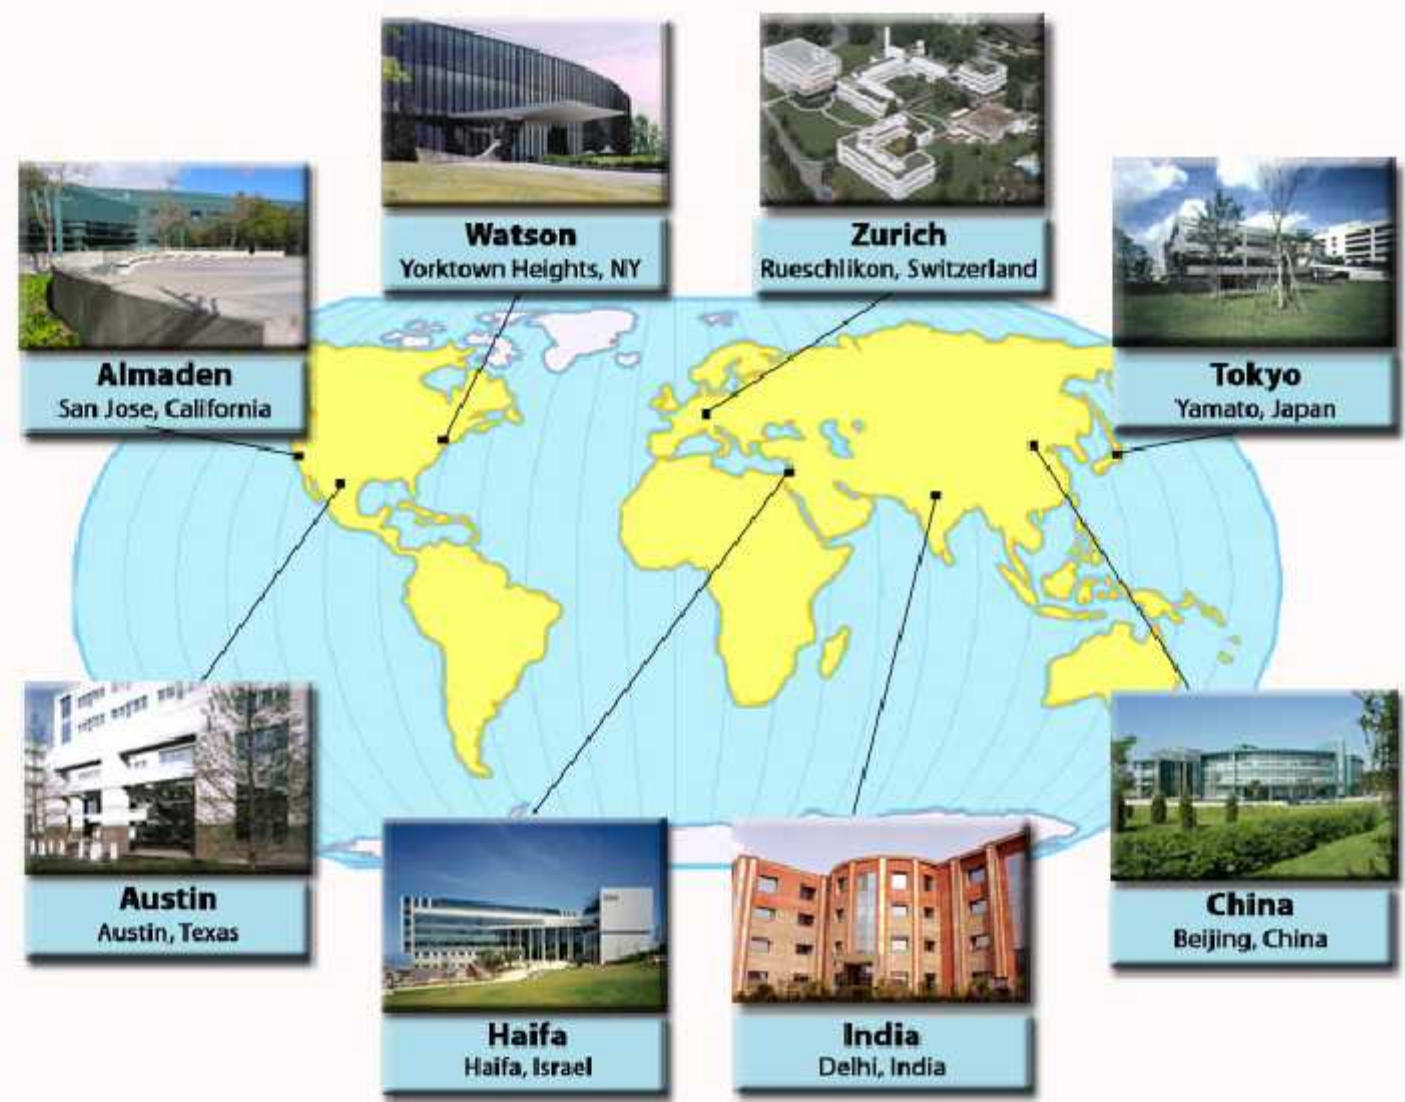 Watson
Yorktown Heights, NY
Zurich
Rueschlikon, Switzerland
Almaden
San Jose, California
Tokyo
Yamato, Japan
Austin
Austin, Texas
China
Beijing, China
Haifa
Haifa, Israel
India
Delhi, India